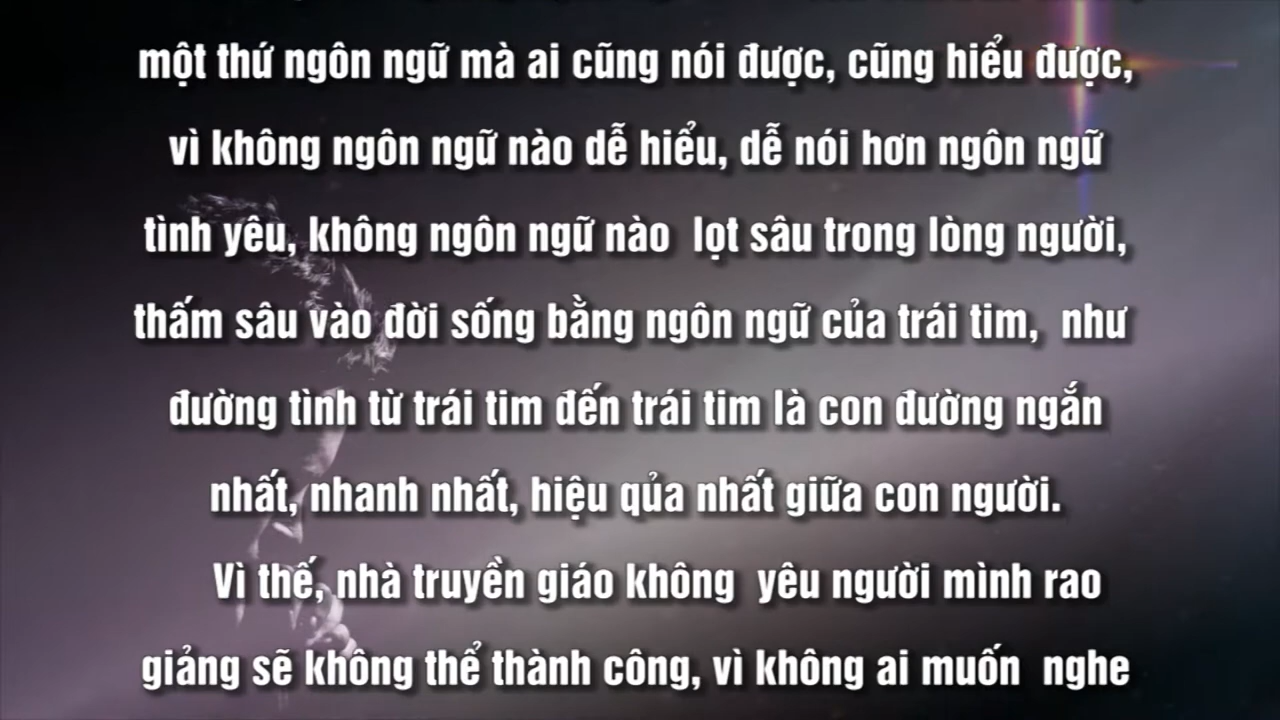 một thứ ngôn ngữ mà ai cũng nói được, cũng hiểu được,
vì không ngôn ngữ nào dễ hiểu, dễ nói hơn ngôn ngữ
tình yêu, không ngôn ngữ nào lọt sâu trong lòng người,
thấm sâu vào đời sống bằng ngôn ngữ của trái tim, như
đường tình từ trái tim đến trái tim là con đường ngắn
nhất, nhanh nhất, hiệu qủa nhất giữa con người.
Vì thế, nhà truyền giáo không yêu người mình rao
giảng sẽ không thể thành công, vì không ai muốn nghe